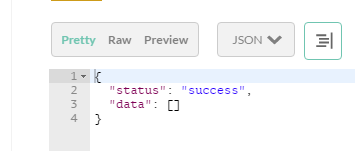 Pretty Raw Preview JSON
1 {
2 "status": "success",
3 "data": []
4 }